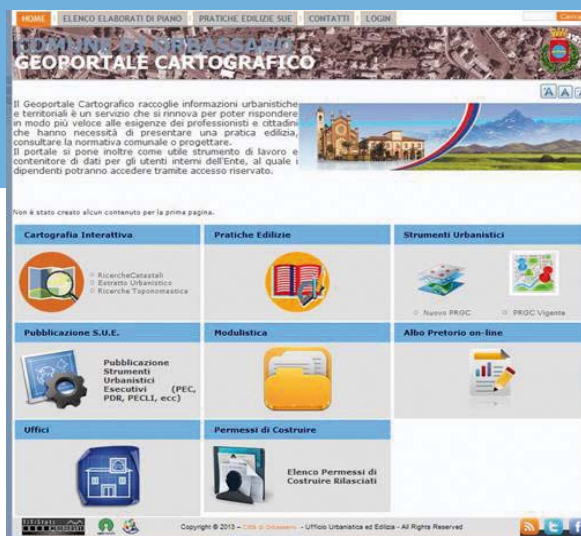 HOME ELENCO ELABORATI DI PIANO PRATICHE EDILIZIE SUE CONTATTI LOGIN
COMUNE DI ORBASSANO
GEOPORTALE CARTOGRAFICO
A A
Il Geoportale Cartografico raccoglie informazioni urbanistiche
e territoriali è un servizio che si rinnova per poter rispondere
in modo più veloce alle esigenze dei professionisti e cittadini
che hanno necessità di presentare una pratica edilizia,
consultare la normativa comunale o progettare.
Il portale si pone inoltre come utile strumento di lavoro e
contenitore di dati per gli utenti interni dell'Ente, al quale i
dipendenti potranno accedere tramite accesso riservato.
Non è stato creato alcun contenuto per la prima pagina.
Cartografia Interattiva Pratiche Edilizie Strumenti Urbanistici
RicercheCatastali
Estratto Urbanistico
Ricerche Toponomastica
Nuovo PRGC PRGC Vigente
Pubblicazione S.U.E. Modulistica Albo Pretorio on-line
Pubblicazione
Strumenti
Urbanistici
Esecutivi (PEC,
PDR, PECLI, ecc)
Uffici Permessi di Costruire
Elenco Permessi di
Costruire Rilasciati
Copyright © 2013 – Città di Orbassano - Ufficio Urbanistica ed Edilizia - All Rights Reserved